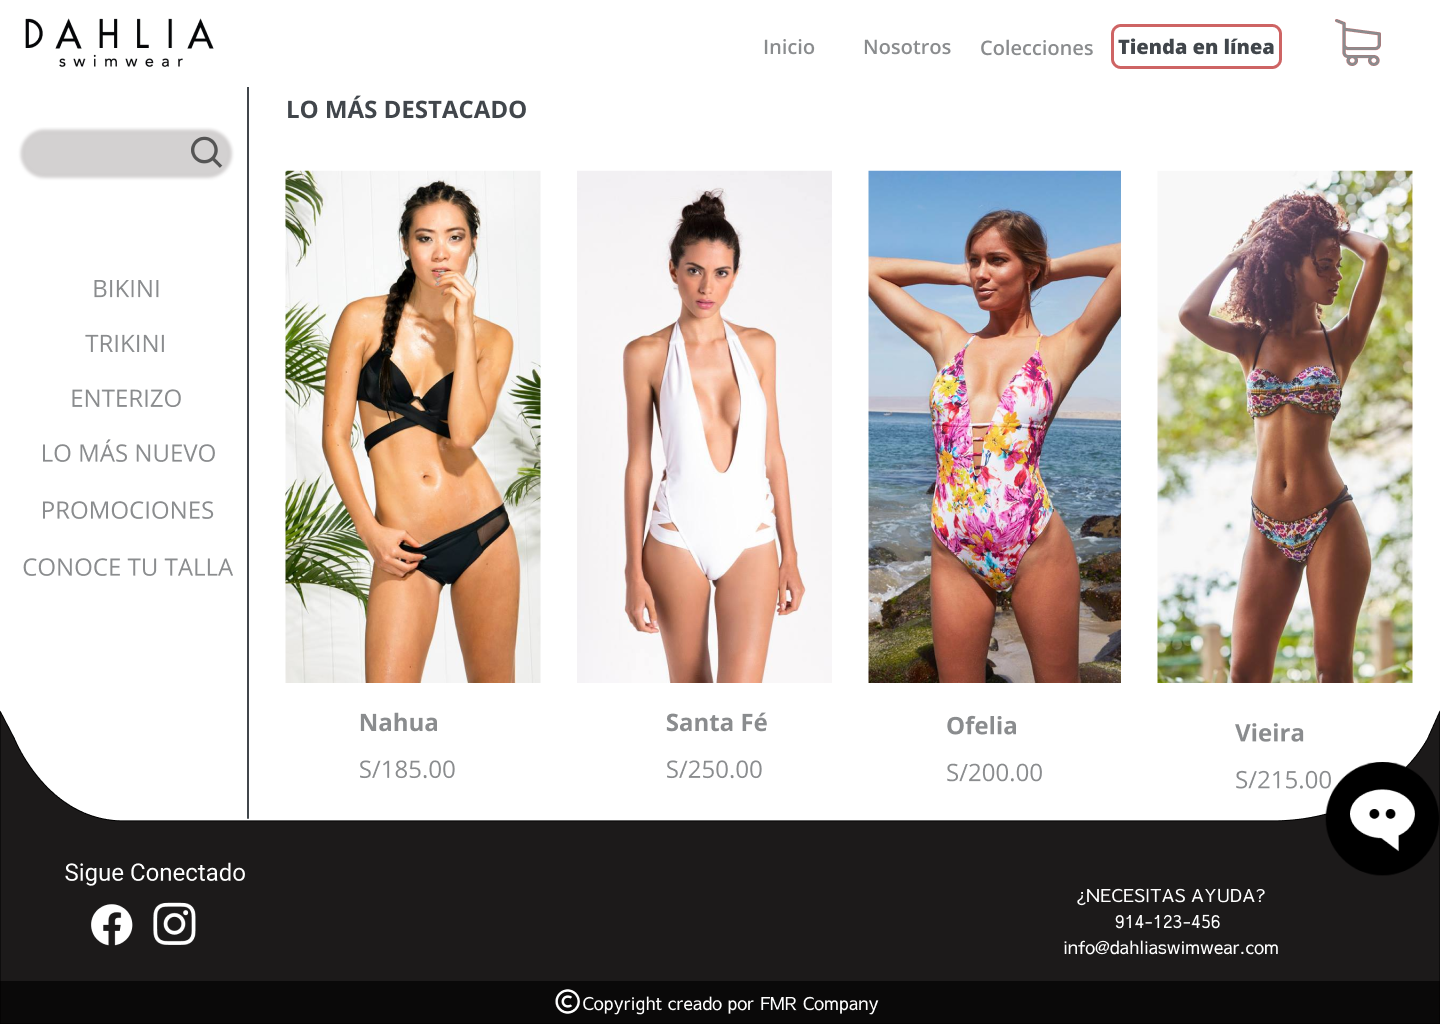 DAHLIA
swimwear
Inicio
Nosotros
Colecciones
Tienda en línea
LO MÁS DESTACADO
BIKINI
TRIKINI
ENTERIZO
LO MÁS NUEVO
PROMOCIONES
CONOCE TU TALLA
Nahua
S/185.00
Santa Fé
S/250.00
Ofelia
S/200.00
Vieira
S/215.00
Sigue Conectado
¿NECESITAS AYUDA?
914-123-456
info@dahliaswimwear.com
©Copyright creado por FMR Company